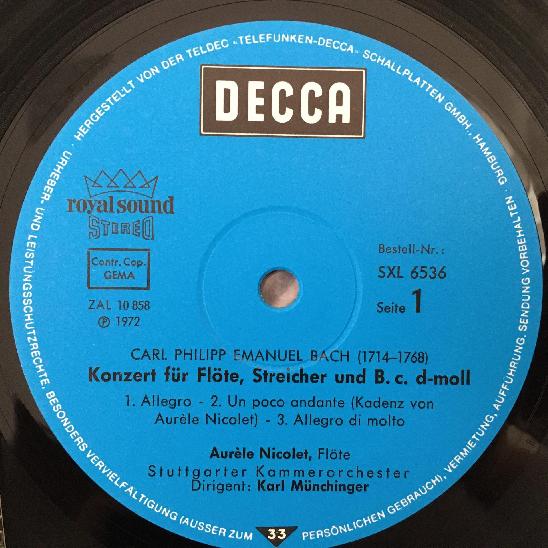 URHEBER- UND LEISTUNGSSCHUTZRECHTE. BESONDERS VERVIELFALTIGUNG (AUSSER ZUM PERSÖNLICHEN GEBRAUCH), VERMIETUNG, AUFFÜHRUNG, SENDUNG VORBEHALTEN · HERGESTELLT VON DER TELDEC »TELEFUNKEN-DECCA« SCHALLPLATTEN GMBH, HAMBURG ·
DECCA
royal sound
STEREO
Contr. Cop.
GEMA
ZAL 10 858
Ⓟ 1972
Bestell-Nr.:
SXL 6536
Seite 1
CARL PHILIPP EMANUEL BACH (1714–1768)
Konzert für Flöte, Streicher und B. c. d-moll
1. Allegro - 2. Un poco andante (Kadenz von
Aurèle Nicolet) - 3. Allegro di molto
Aurèle Nicolet, Flöte
Stuttgarter Kammerorchester
Dirigent: Karl Münchinger
33